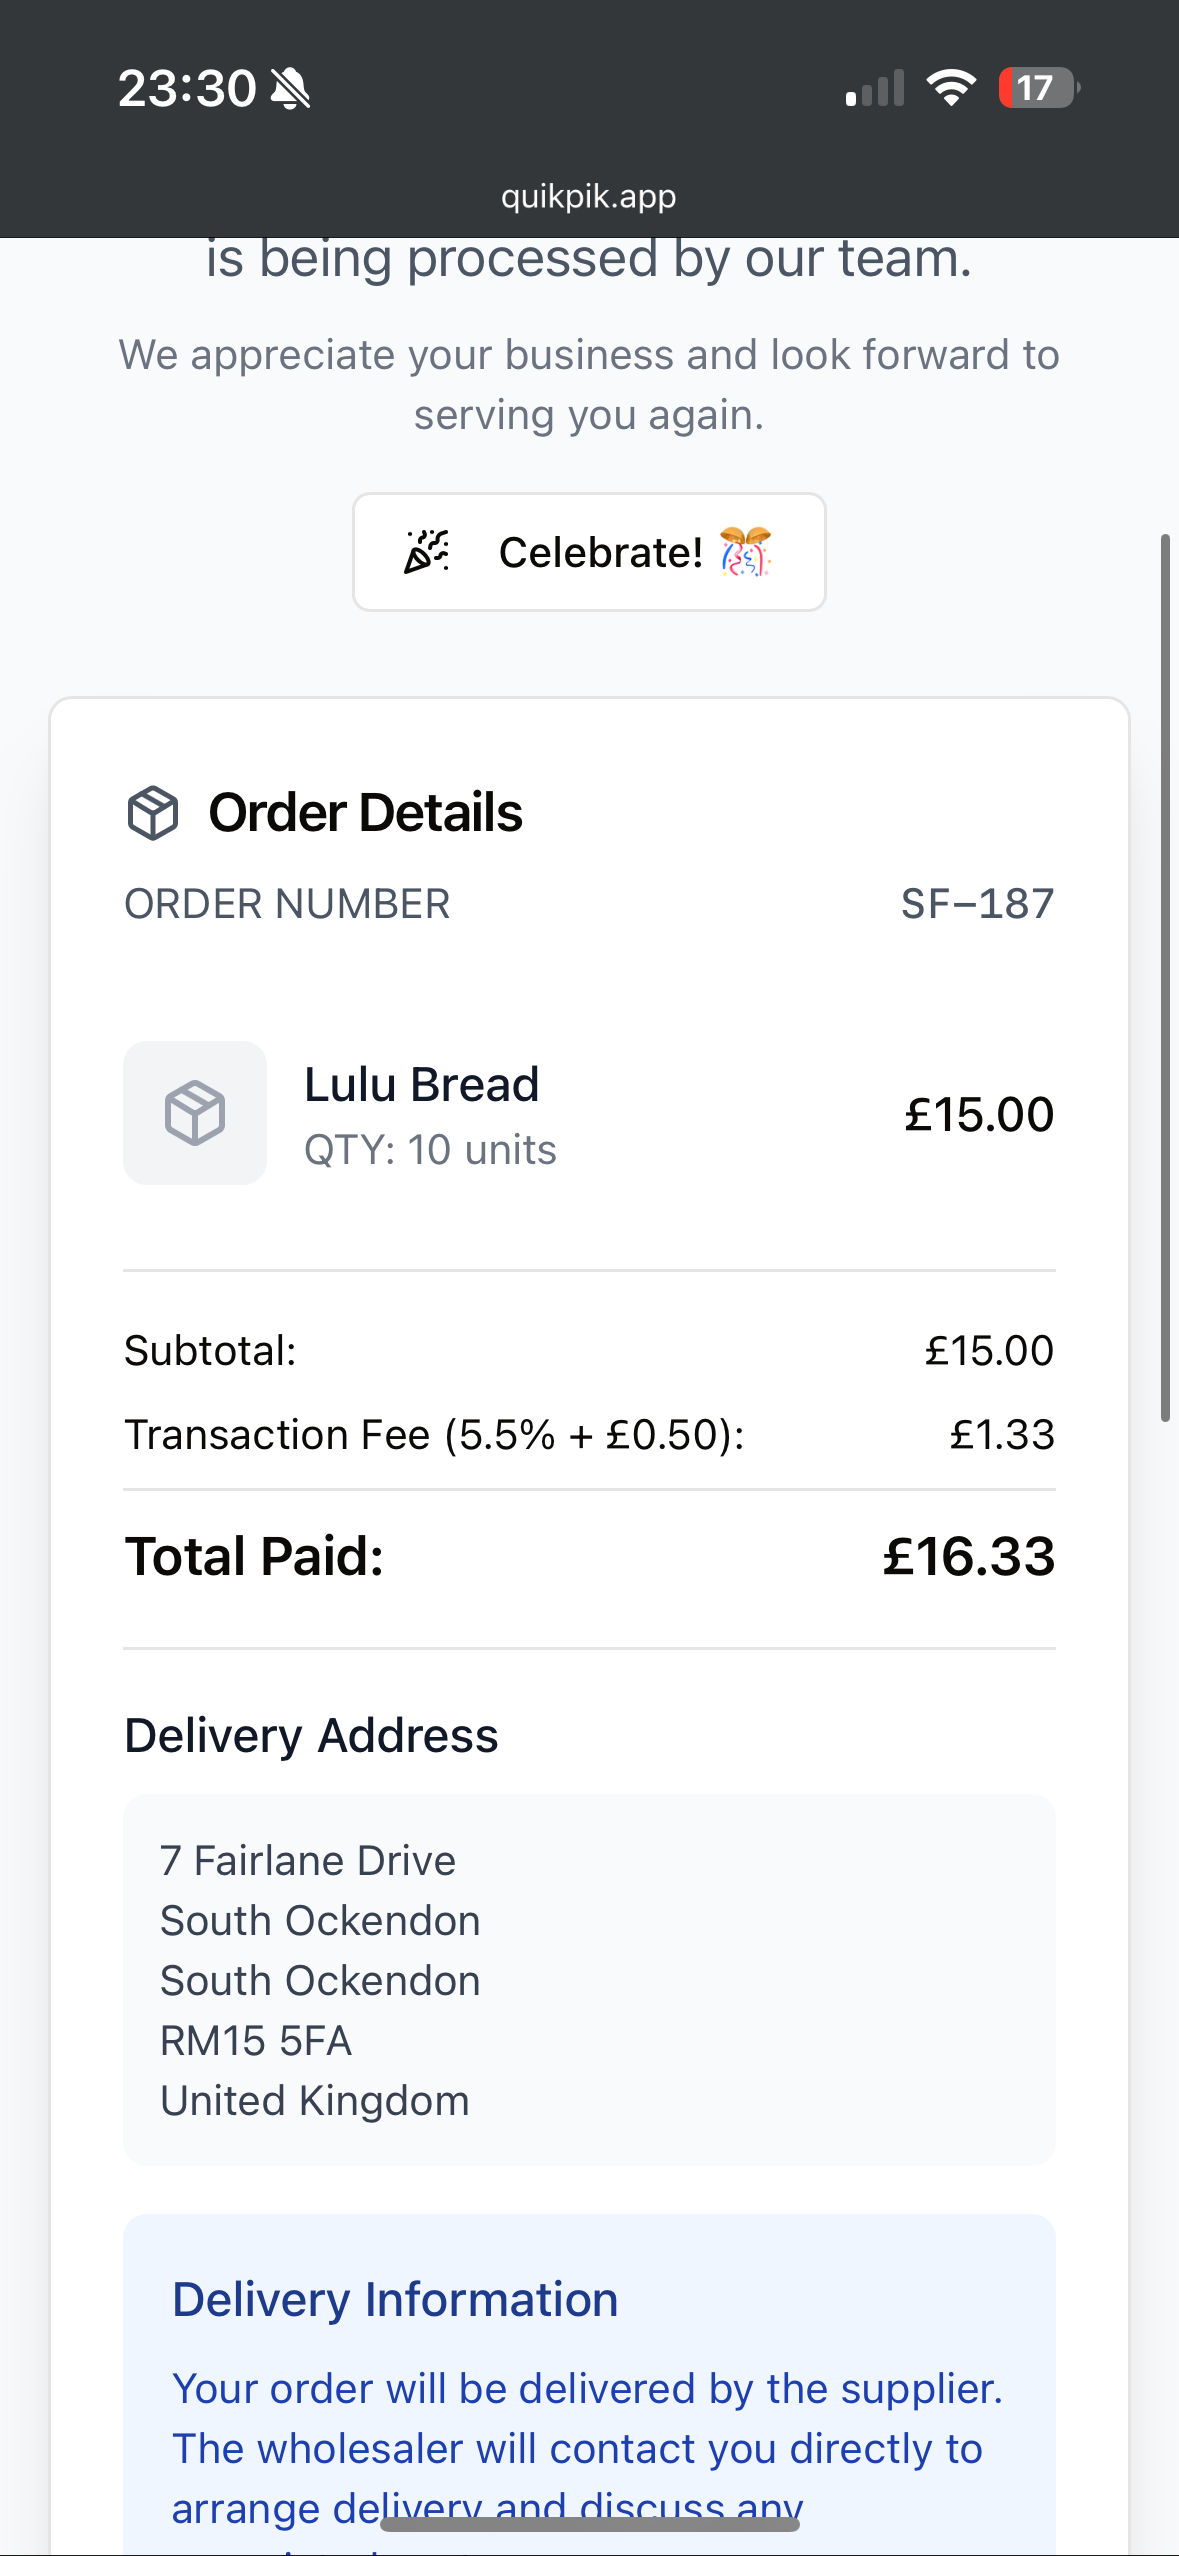 23:30
17
quikpik.app
is being processed by our team.
We appreciate your business and look forward to
serving you again.
Celebrate! 🎊
Order Details
ORDER NUMBER
SF-187
Lulu Bread
£15.00
QTY: 10 units
Subtotal:
£15.00
Transaction Fee (5.5% + £0.50):
£1.33
Total Paid:
£16.33
Delivery Address
7 Fairlane Drive
South Ockendon
South Ockendon
RM15 5FA
United Kingdom
Delivery Information
Your order will be delivered by the supplier.
The wholesaler will contact you directly to
arrange delivery and discuss any